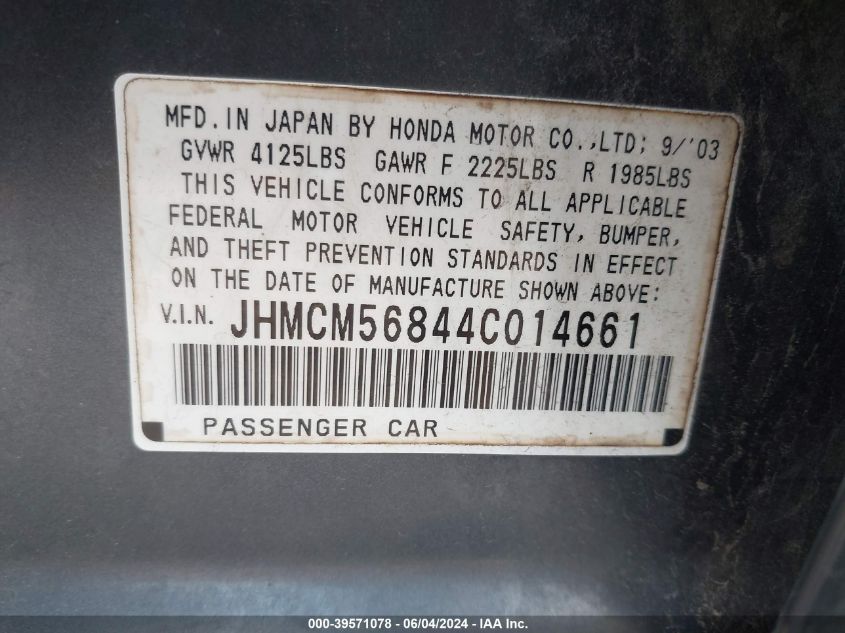 MFD. IN JAPAN BY HONDA MOTOR CO.,LTD; 9/'03
GVWR 4125LBS GAWR F 2225LBS R 1985LBS
THIS VEHICLE CONFORMS TO ALL APPLICABLE
FEDERAL MOTOR VEHICLE SAFETY, BUMPER,
AND THEFT PREVENTION STANDARDS IN EFFECT
ON THE DATE OF MANUFACTURE SHOWN ABOVE:
V.I.N. JHMCM56844C014661
PASSENGER CAR
000-39571078 - 06/04/2024 - IAA Inc.